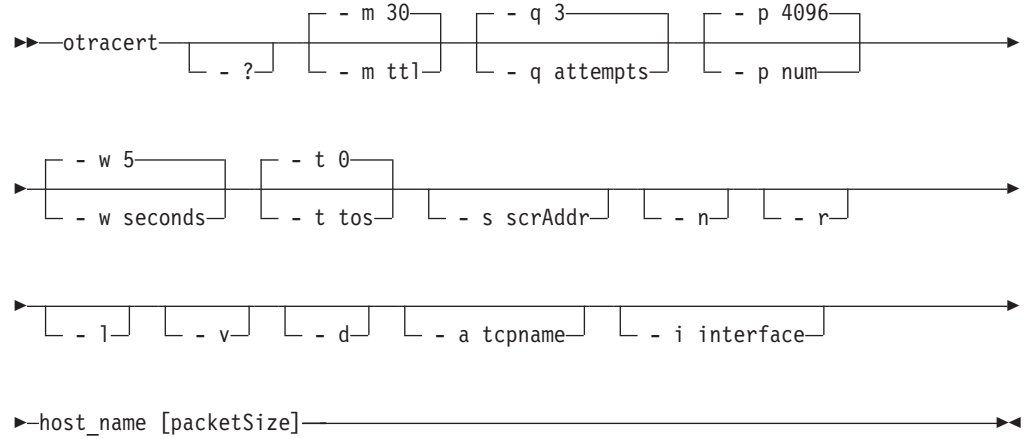 - m 30 - q 3 - p 4096
otracert
- ? - m ttl - q attempts - p num
- w 5 - t 0
- w seconds - t tos - s scrAddr - n - r
- l - v - d - a tcpname - i interface
host_name [packetSize]